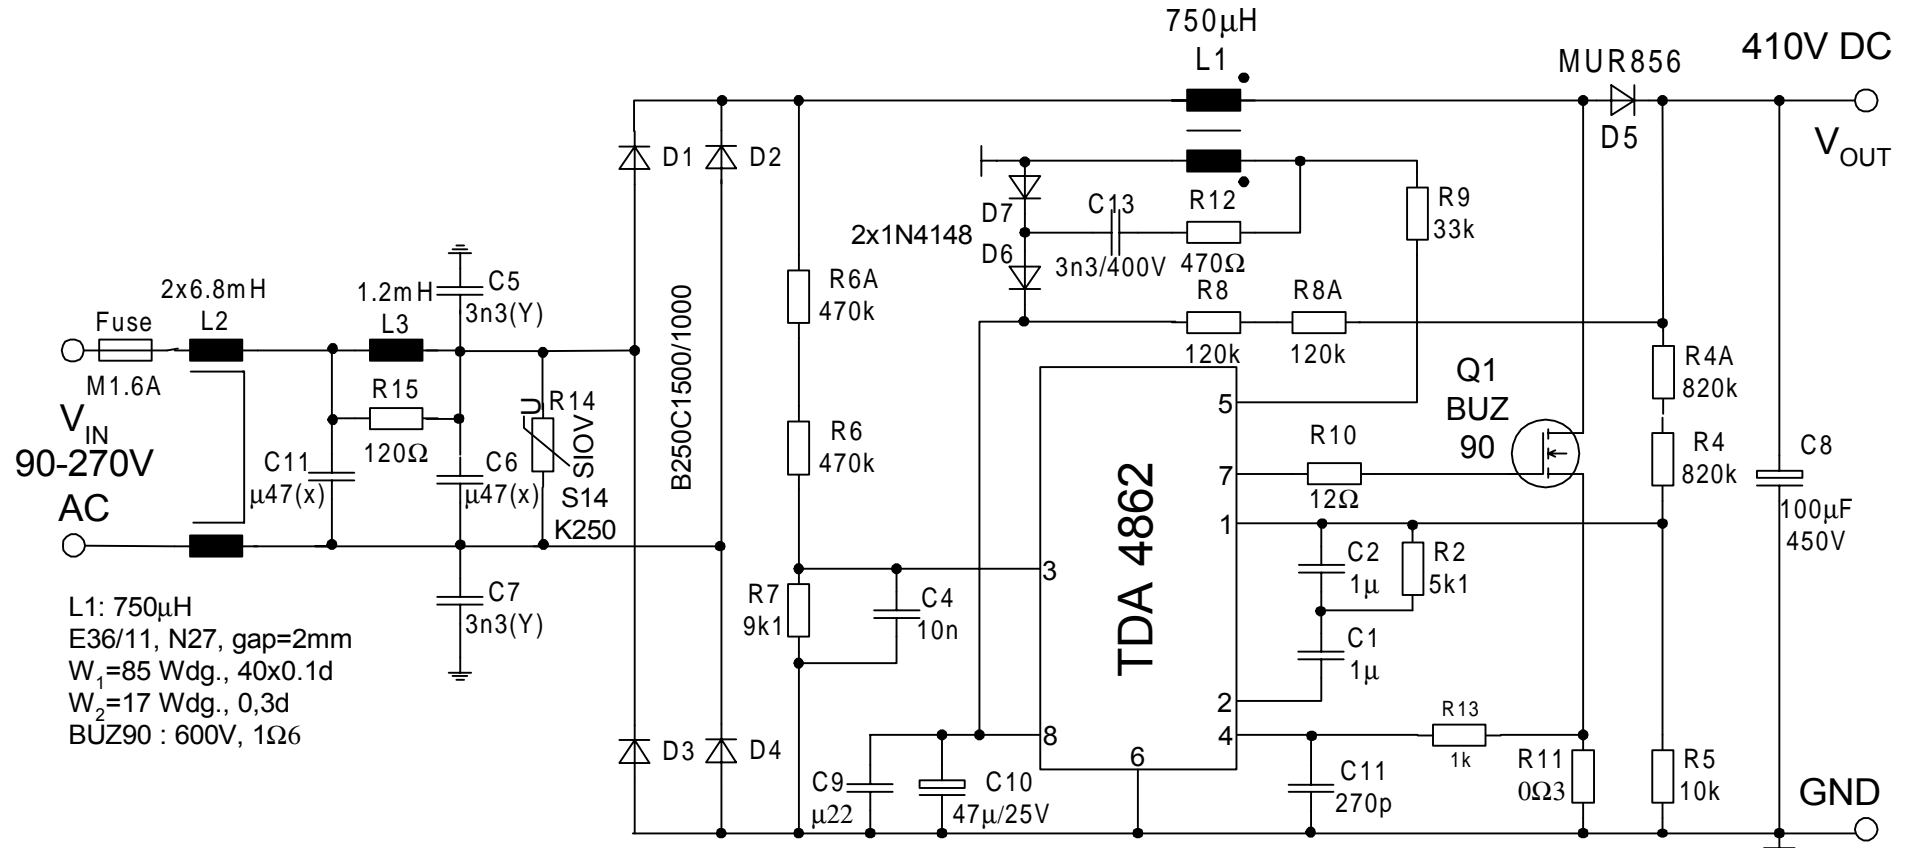 750µH
L1
MUR856
410V DC
D5
V_OUT
D1
D2
D7
2x1N4148
D6
C13
3n3/400V
R12
470Ω
R9
33k
2x6.8mH
L2
1.2mH
L3
C5
3n3(Y)
Fuse
M1.6A
V_IN
90-270V
AC
R15
120Ω
U
R14
SIOV
S14
K250
C11
µ47(x)
C6
µ47(x)
C7
3n3(Y)
B250C1500/1000
R6A
470k
R6
470k
R8
120k
R8A
120k
R4A
820k
R4
820k
Q1
BUZ
90
R10
12Ω
C8
100µF
450V
TDA 4862
5
7
1
3
2
4
8
6
C2
1µ
R2
5k1
C1
1µ
R7
9k1
C4
10n
R13
1k
D3
D4
C9
µ22
C10
47µ/25V
C11
270p
R11
0Ω3
R5
10k
GND
L1: 750µH
E36/11, N27, gap=2mm
W₁=85 Wdg., 40x0.1d
W₂=17 Wdg., 0,3d
BUZ90 : 600V, 1Ω6